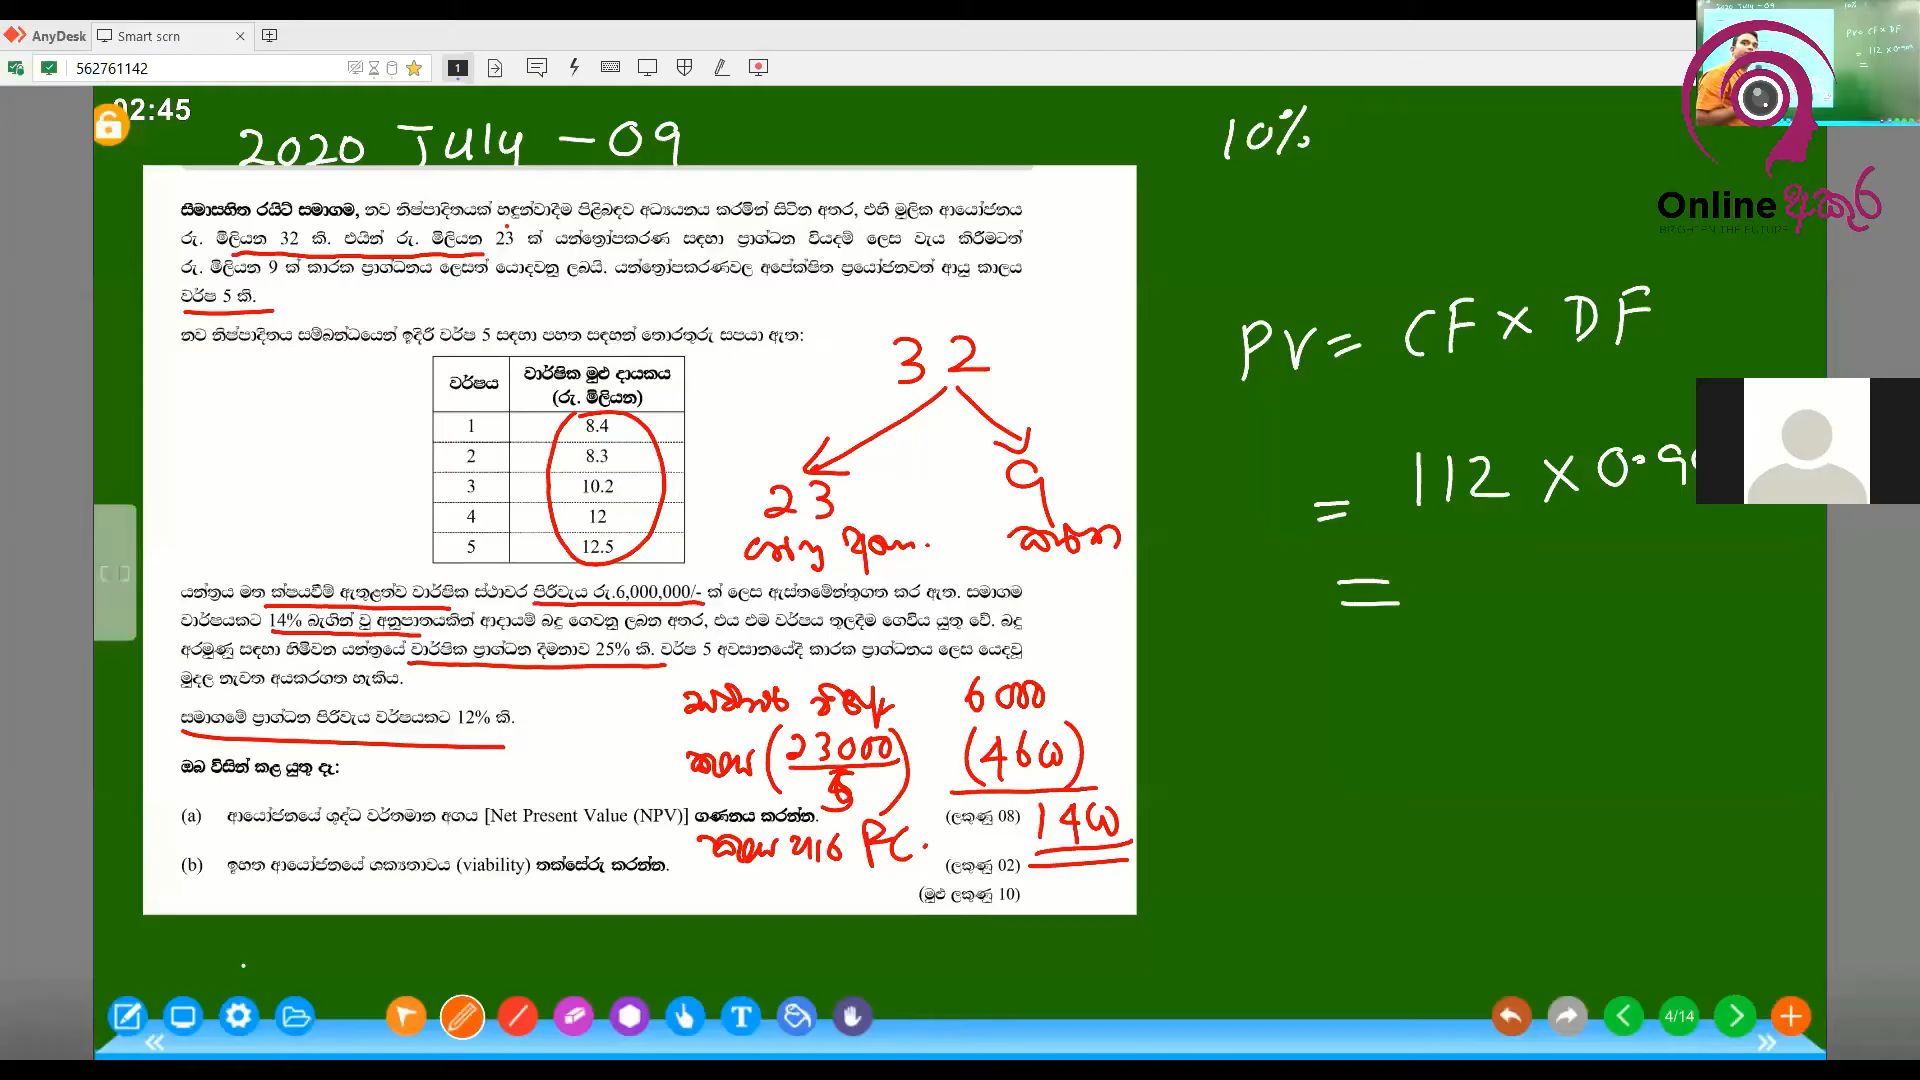 AnyDesk
Smart scrn
562761142
1
02:45
2020 July - 09
10%
Online අකුර
BRIGHTEN THE FUTURE
සීමාසහිත රයිට් සමාගම, නව නිෂ්පාදිතයක් හඳුන්වාදීම පිළිබඳව අධ්‍යයනය කරමින් සිටින අතර, එහි මූලික ආයෝජනය
රු. මිලියන 32 කි. එයින් රු. මිලියන 23 ක් යන්ත්‍රෝපකරණ සඳහා ප්‍රාග්ධන වියදම් ලෙස වැය කිරීමටත්
රු. මිලියන 9 ක් කාරක ප්‍රාග්ධනය ලෙසත් යොදවනු ලබයි. යන්ත්‍රෝපකරණවල අපේක්ෂිත ප්‍රයෝජනවත් ආයු කාලය
වර්ෂ 5 කි.
නව නිෂ්පාදිතය සම්බන්ධයෙන් ඉදිරි වර්ෂ 5 සඳහා පහත සඳහන් තොරතුරු සපයා ඇත:
වර්ෂය වාර්ෂික මුළු දායකය (රු. මිලියන)
1 8.4
2 8.3
3 10.2
4 12
5 12.5
32
23 9
PV = CF × DF
= 112 × 0.9
=
යන්ත්‍රය මත ක්ෂයවීම් ඇතුළත්ව වාර්ෂික ස්ථාවර පිරිවැය රු.6,000,000/- ක් ලෙස ඇස්තමේන්තුගත කර ඇත. සමාගම
වාර්ෂයකට 14% බැගින් වු අනුපාතයකින් ආදායම් බදු ගෙවනු ලබන අතර, එය එම වර්ෂය තුලදීම ගෙවිය යුතු වේ. බදු
අරමුණු සඳහා හිමිවන යන්ත්‍රයේ වාර්ෂික ප්‍රාග්ධන දීමනාව 25% කි. වර්ෂ 5 අවසානයේදී කාරක ප්‍රාග්ධනය ලෙස යෙදවූ
මුදල නැවත අයකරගත හැකිය.
සමාගමේ ප්‍රාග්ධන පිරිවැය වර්ෂයකට 12% කි.
6000
(23000/5) (4600)
1400
ඔබ විසින් කළ යුතු දෑ:
(a) ආයෝජනයේ ශුද්ධ වර්තමාන අගය [Net Present Value (NPV)] ගණනය කරන්න. (ලකුණු 08)
(b) ඉහත ආයෝජනයේ ශක්‍යතාවය (viability) තක්සේරු කරන්න. (ලකුණු 02)
(මුළු ලකුණු 10)
4/14